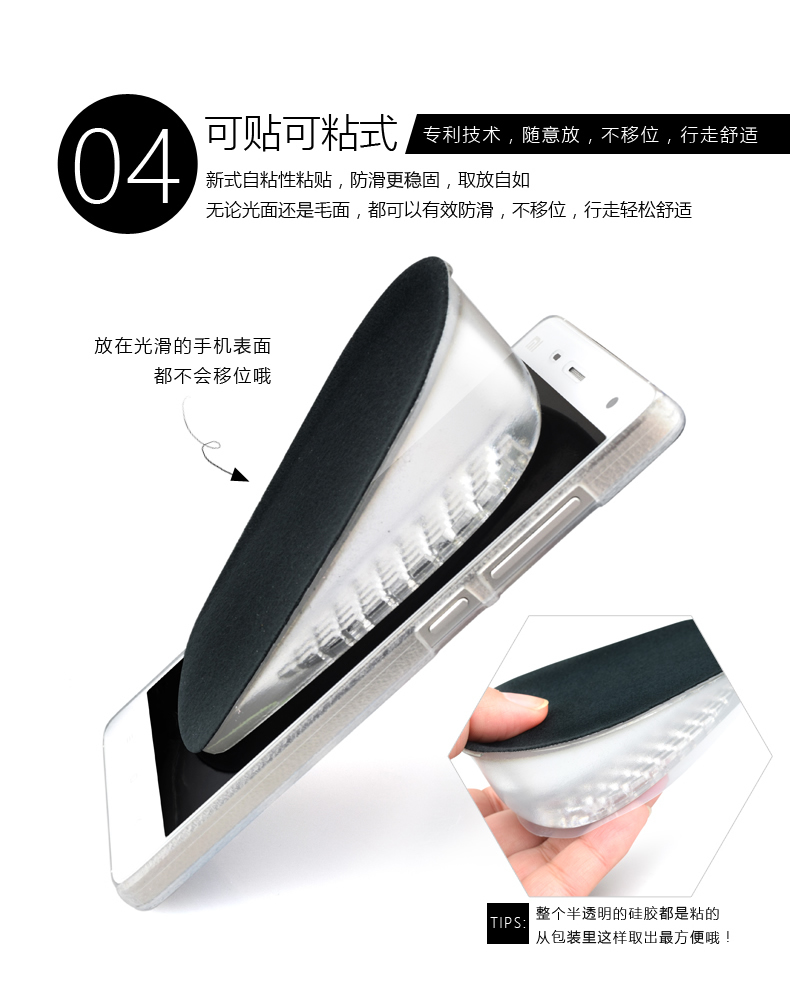 04
可贴可粘式
专利技术，随意放，不移位，行走舒适
新式自粘性粘贴，防滑更稳固，取放自如
无论光面还是毛面，都可以有效防滑，不移位，行走轻松舒适
放在光滑的手机表面
都不会移位哦
TIPS:
整个半透明的硅胶都是粘的
从包装里这样取出最方便哦！